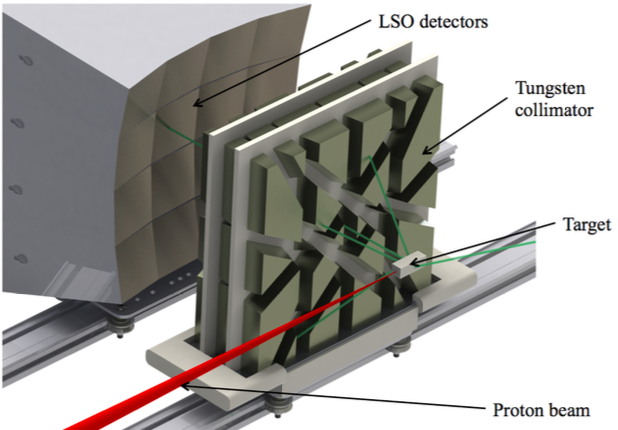 LSO detectors
Tungsten
collimator
Target
Proton beam